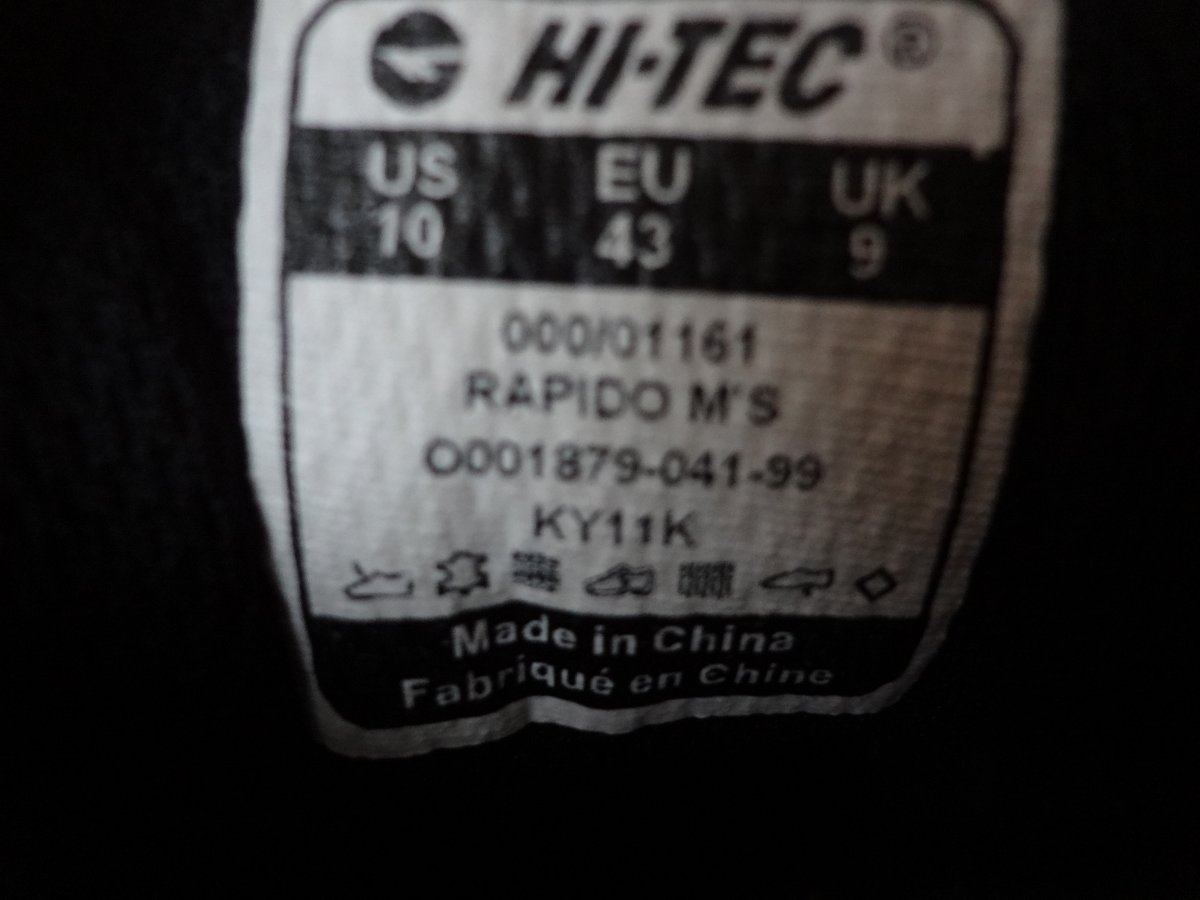 HI-TEC®
US EU UK
10 43 9
000/01161
RAPIDO M'S
O001879-041-99
KY11K
Made in China
Fabriqué en Chine